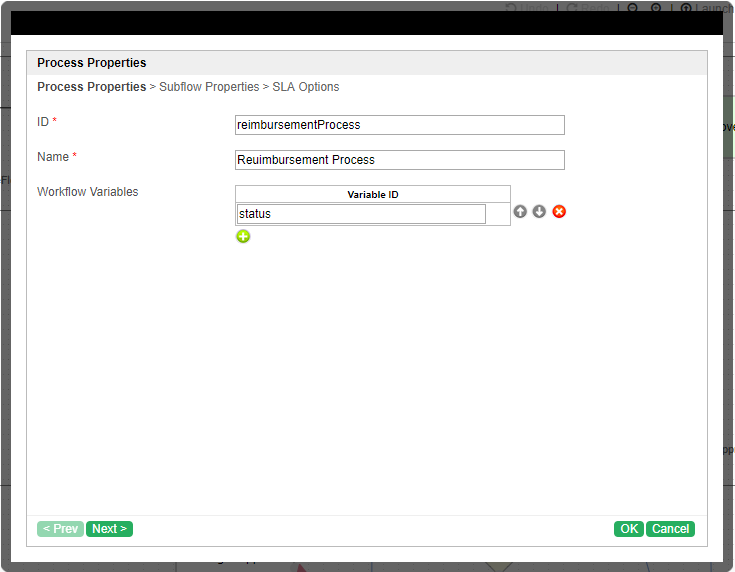 Undo | Redo | Launch
Process Properties
Process Properties > Subflow Properties > SLA Options
ID *
reimbursementProcess
Name *
Reuimbursement Process
Workflow Variables
Variable ID
status
< Prev
Next >
OK
Cancel